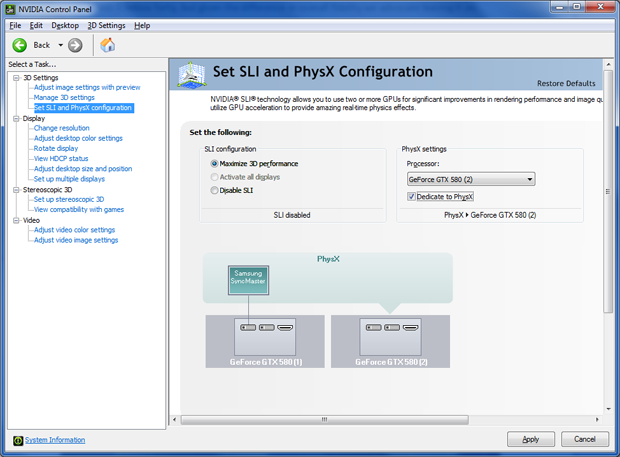 NVIDIA Control Panel
File Edit Desktop 3D Settings Help
Back
Select a Task...
3D Settings
Adjust image settings with preview
Manage 3D settings
Set SLI and PhysX configuration
Display
Change resolution
Adjust desktop color settings
Rotate display
View HDCP status
Adjust desktop size and position
Set up multiple displays
Stereoscopic 3D
Set up stereoscopic 3D
View compatibility with games
Video
Adjust video color settings
Adjust video image settings
System Information
Set SLI and PhysX Configuration
Restore Defaults
NVIDIA® SLI® technology allows you to use two or more GPUs for significant improvements in rendering performance and image qu
utilize GPU acceleration to provide amazing real-time physics effects.
Set the following:
SLI configuration
Maximize 3D performance
Activate all displays
Disable SLI
SLI disabled
PhysX settings
Processor:
GeForce GTX 580 (2)
Dedicate to PhysX
PhysX GeForce GTX 580 (2)
PhysX
Samsung
SyncMaster
GeForce GTX 580 (1)
GeForce GTX 580 (2)
Apply
Cancel